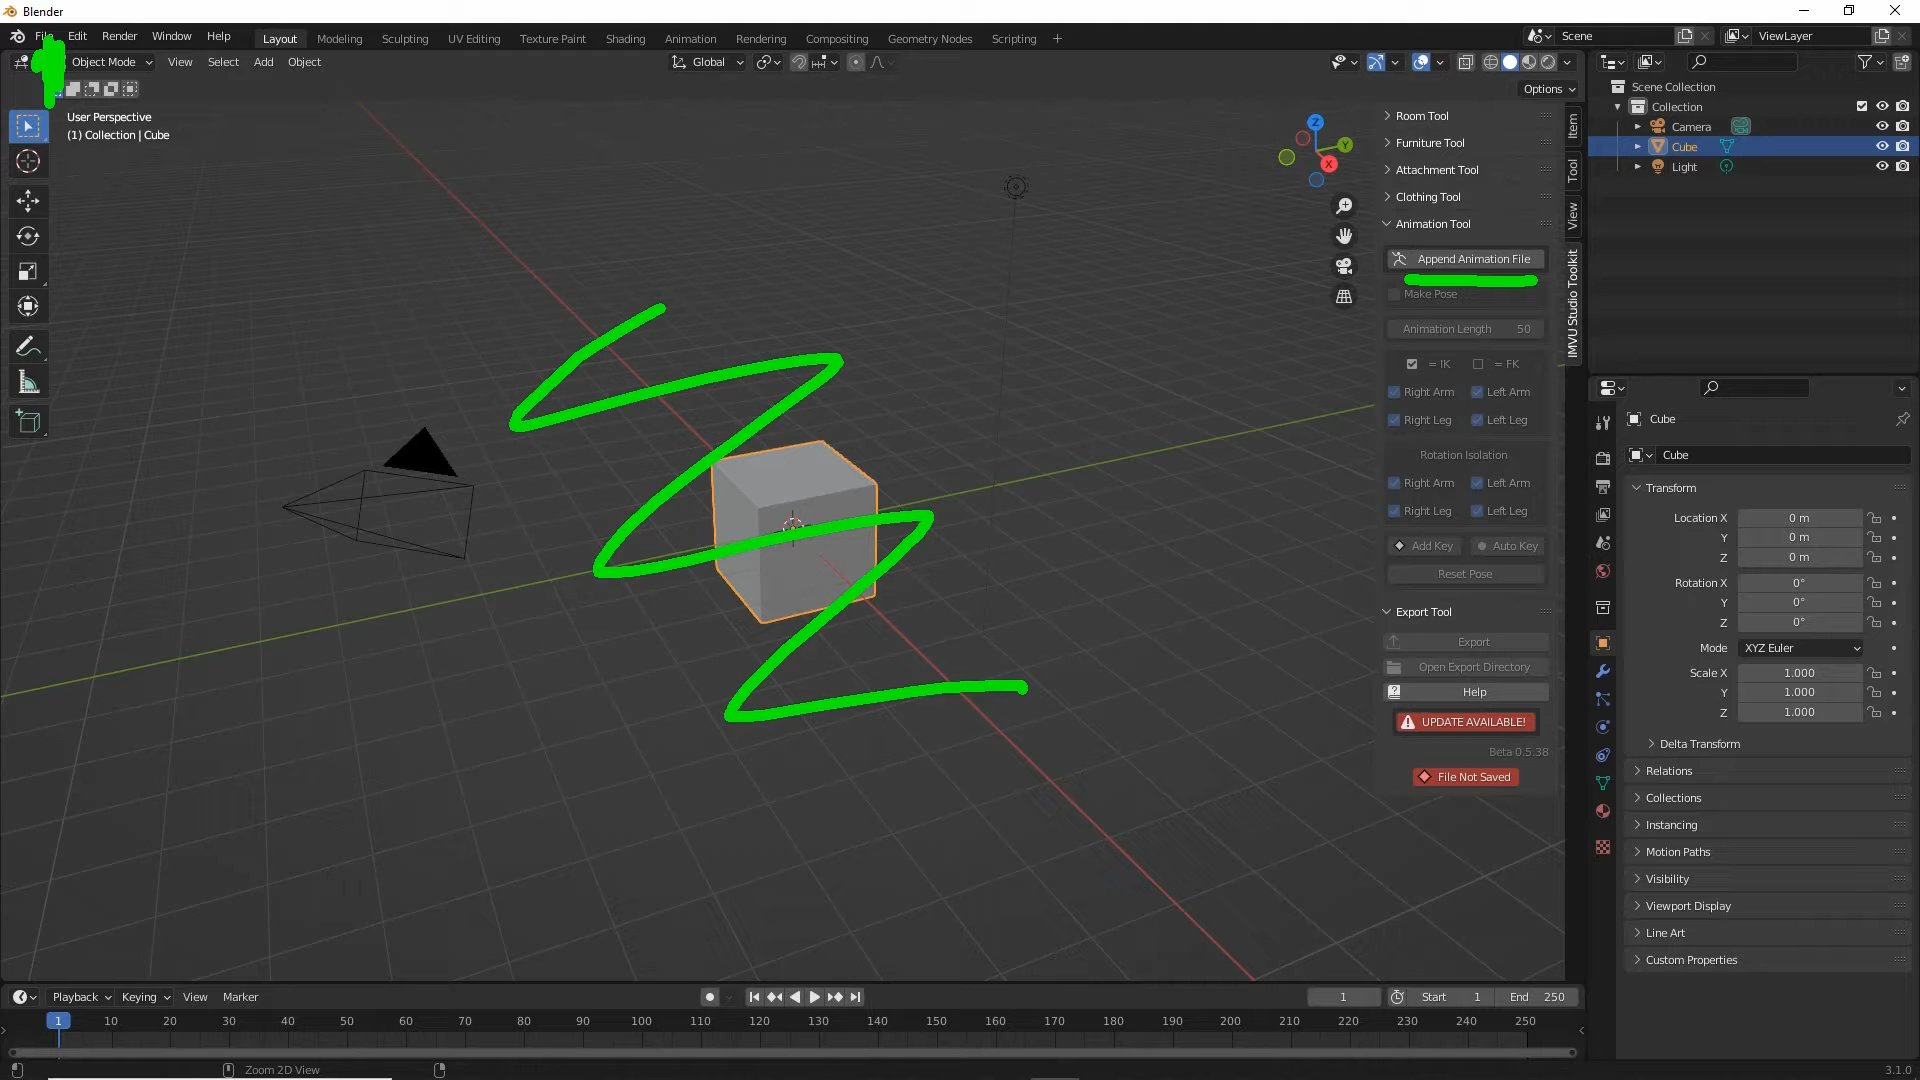 Blender
File Edit Render Window Help Layout Modeling Sculpting UV Editing Texture Paint Shading Animation Rendering Compositing Geometry Nodes Scripting + Scene ViewLayer
Object Mode View Select Add Object Global
Options
User Perspective
(1) Collection | Cube
Z
Y
X
Room Tool
Furniture Tool
Attachment Tool
Clothing Tool
Animation Tool
Append Animation File
Make Pose
Animation Length 50
= IK = FK
Right Arm Left Arm
Right Leg Left Leg
Rotation Isolation
Right Arm Left Arm
Right Leg Left Leg
Add Key Auto Key
Reset Pose
Export Tool
Export
Open Export Directory
Help
UPDATE AVAILABLE!
Beta 0.5.38
File Not Saved
Item
Tool
View
IMVU Studio Toolkit
Scene Collection
Collection
Camera
Cube
Light
Cube
Cube
Transform
Location X 0 m
Y 0 m
Z 0 m
Rotation X 0°
Y 0°
Z 0°
Mode XYZ Euler
Scale X 1.000
Y 1.000
Z 1.000
Delta Transform
Relations
Collections
Instancing
Motion Paths
Visibility
Viewport Display
Line Art
Custom Properties
Playback Keying View Marker 1 Start 1 End 250
1 10 20 30 40 50 60 70 80 90 100 110 120 130 140 150 160 170 180 190 200 210 220 230 240 250
Zoom 2D View 3.1.0